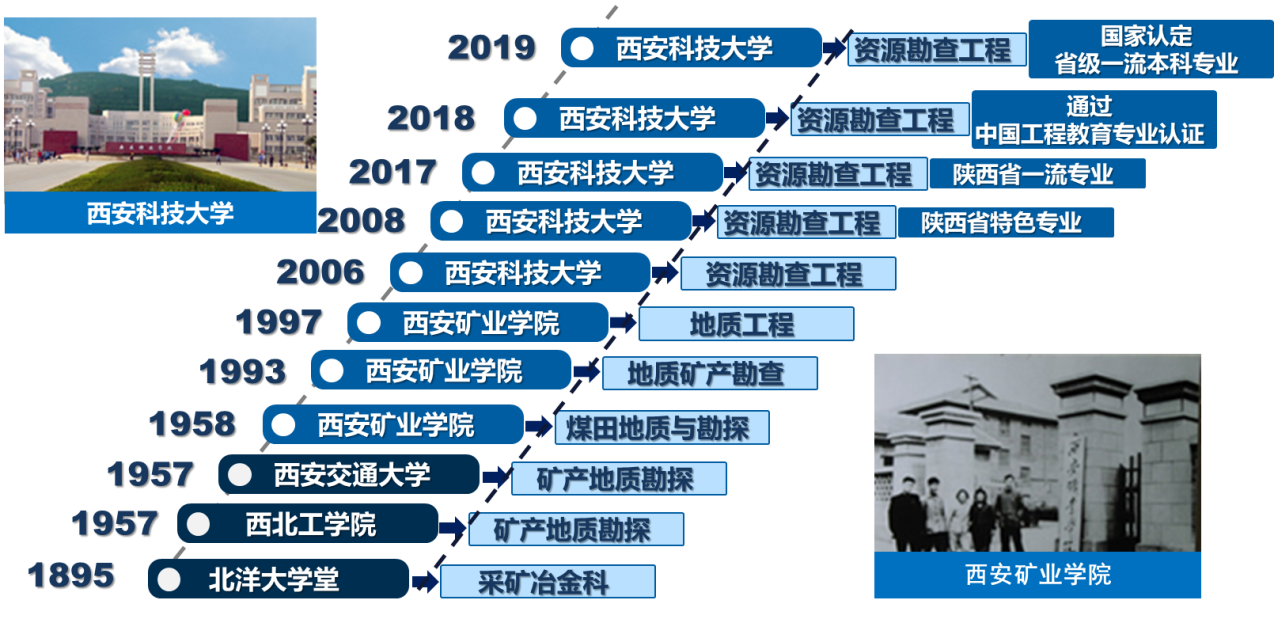 2019 西安科技大学 资源勘查工程 国家认定
省级一流本科专业
2018 西安科技大学 资源勘查工程 通过
中国工程教育专业认证
2017 西安科技大学 资源勘查工程 陕西省一流专业
西安科技大学
2008 西安科技大学 资源勘查工程 陕西省特色专业
2006 西安科技大学 资源勘查工程
1997 西安矿业学院 地质工程
1993 西安矿业学院 地质矿产勘查
1958 西安矿业学院 煤田地质与勘探
1957 西安交通大学 矿产地质勘探
1957 西北工学院 矿产地质勘探
1895 北洋大学堂 采矿冶金科
西安矿业学院